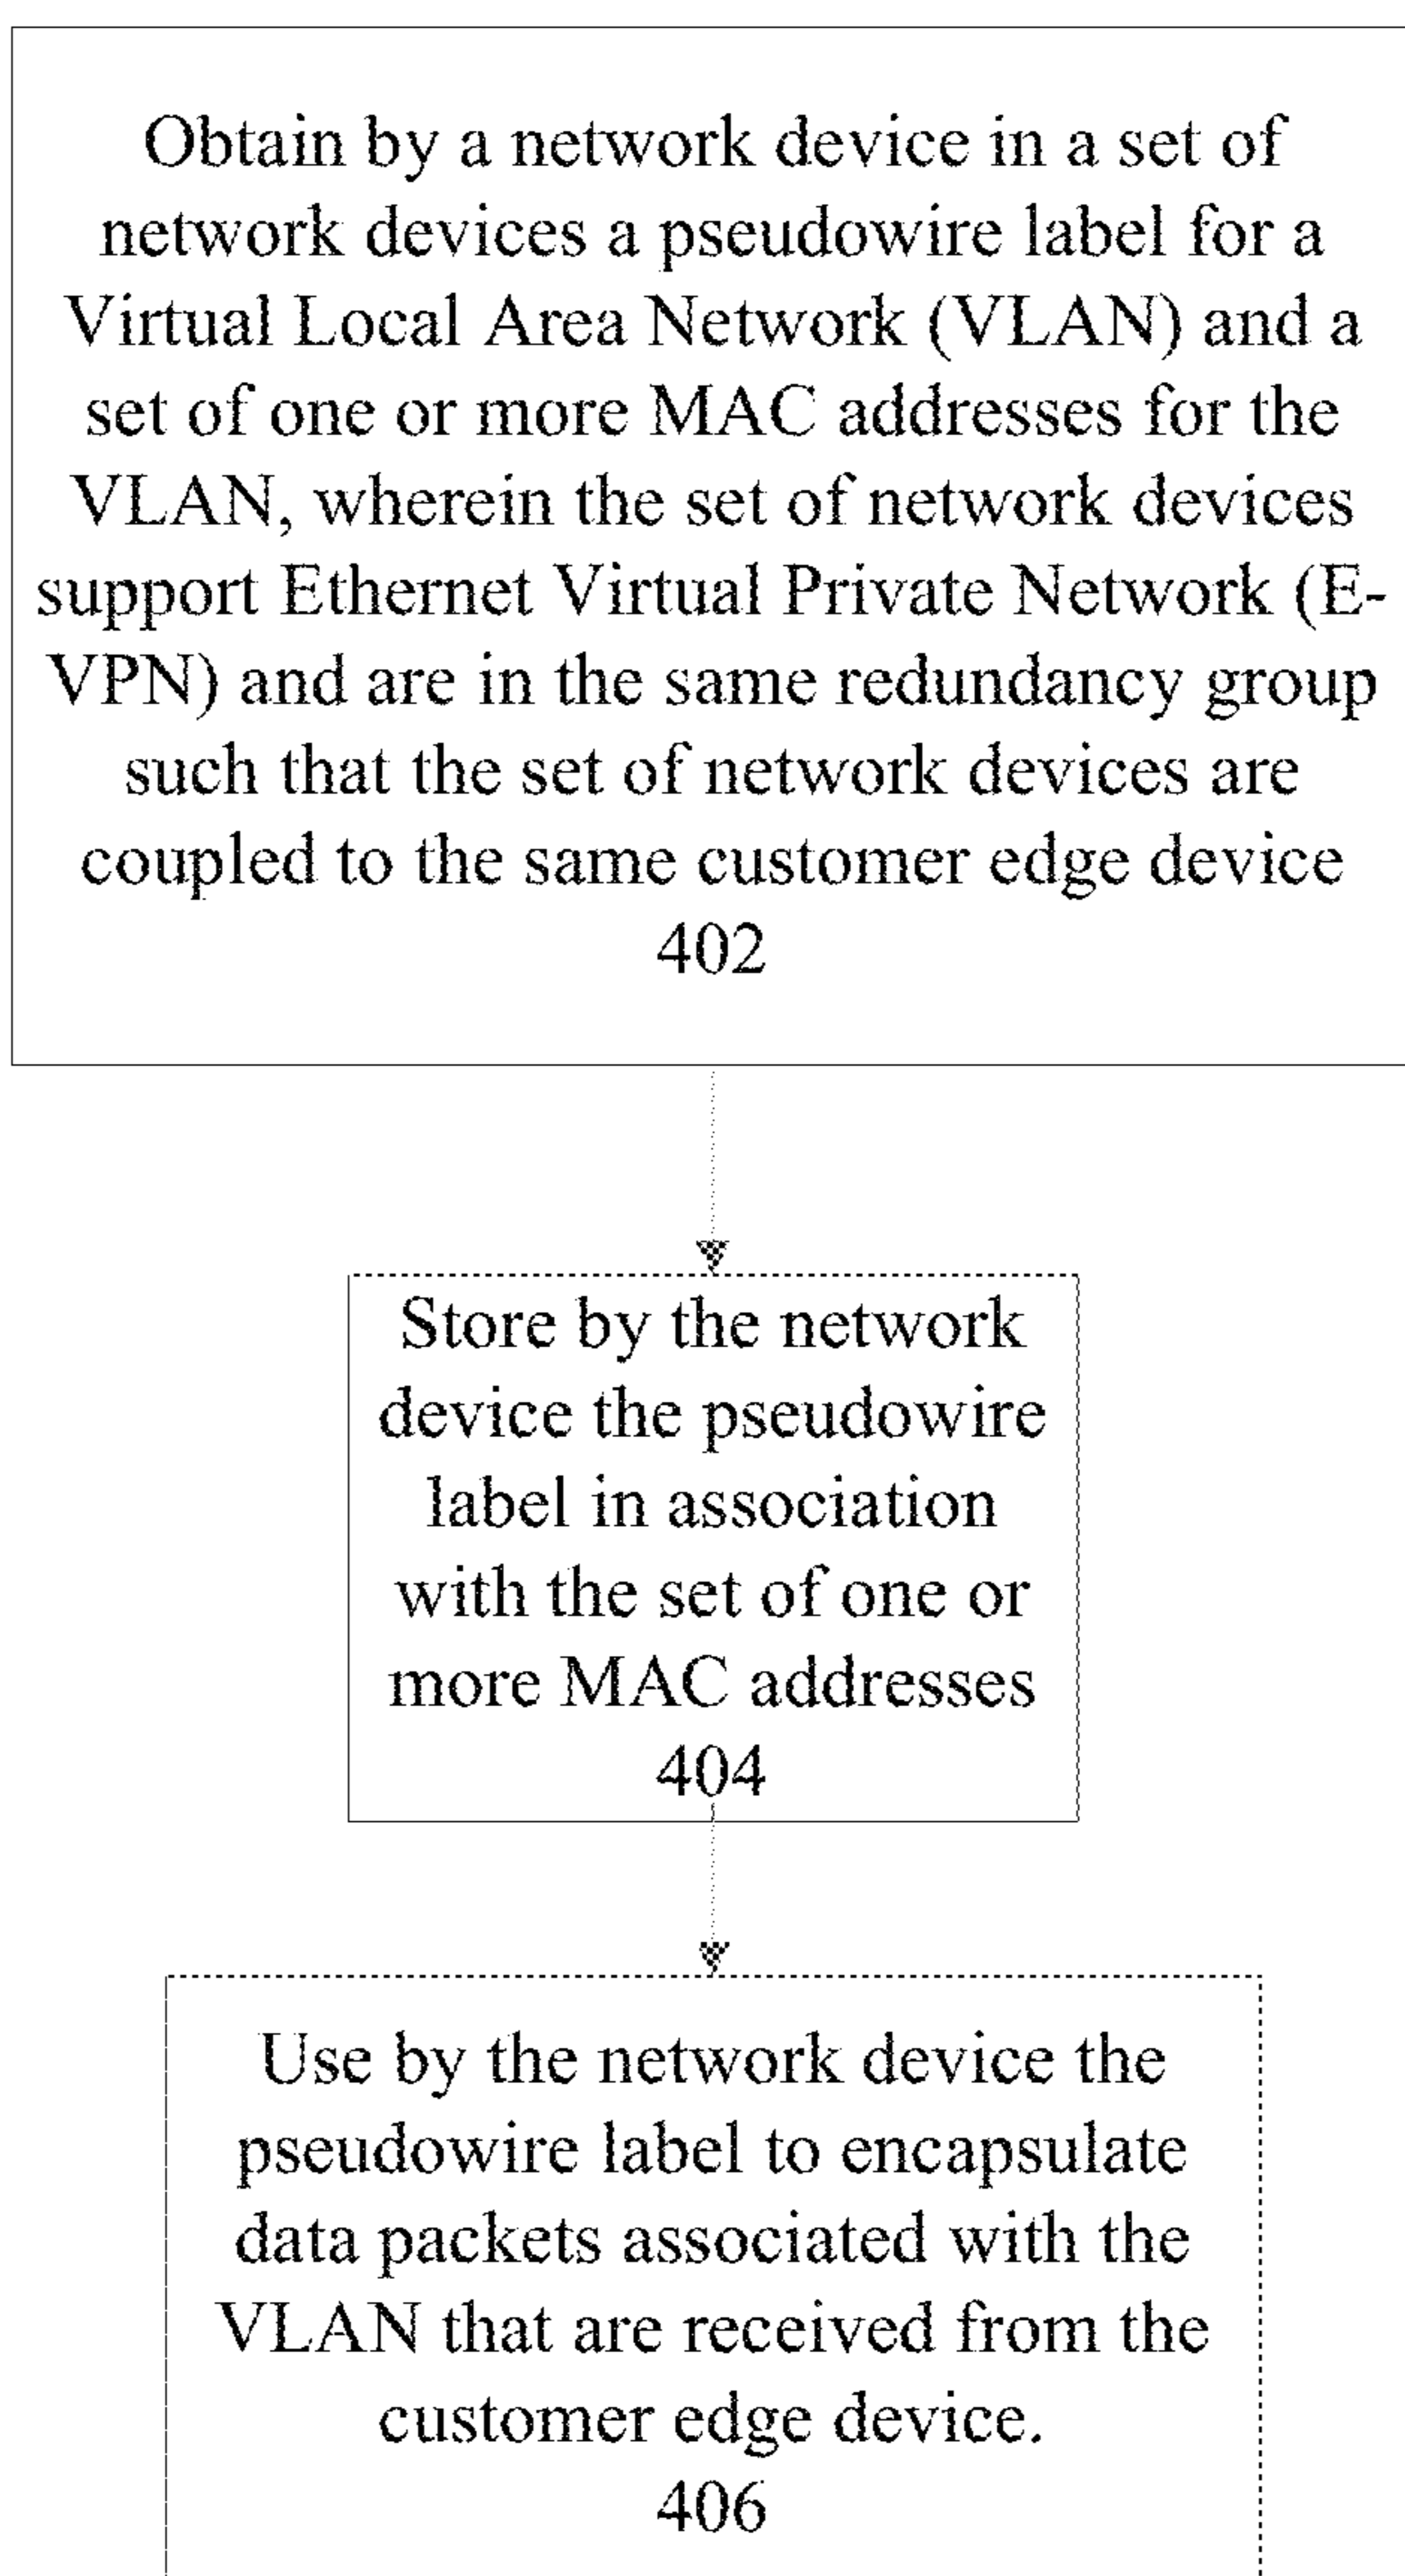 Obtain by a network device in a set of
network devices a pseudowire label for a
Virtual Local Area Network (VLAN) and a
set of one or more MAC addresses for the
VLAN, wherein the set of network devices
support Ethernet Virtual Private Network (E-
VPN) and are in the same redundancy group
such that the set of network devices are
coupled to the same customer edge device
402
Store by the network
device the pseudowire
label in association
with the set of one or
more MAC addresses
404
Use by the network device the
pseudowire label to encapsulate
data packets associated with the
VLAN that are received from the
customer edge device.
406